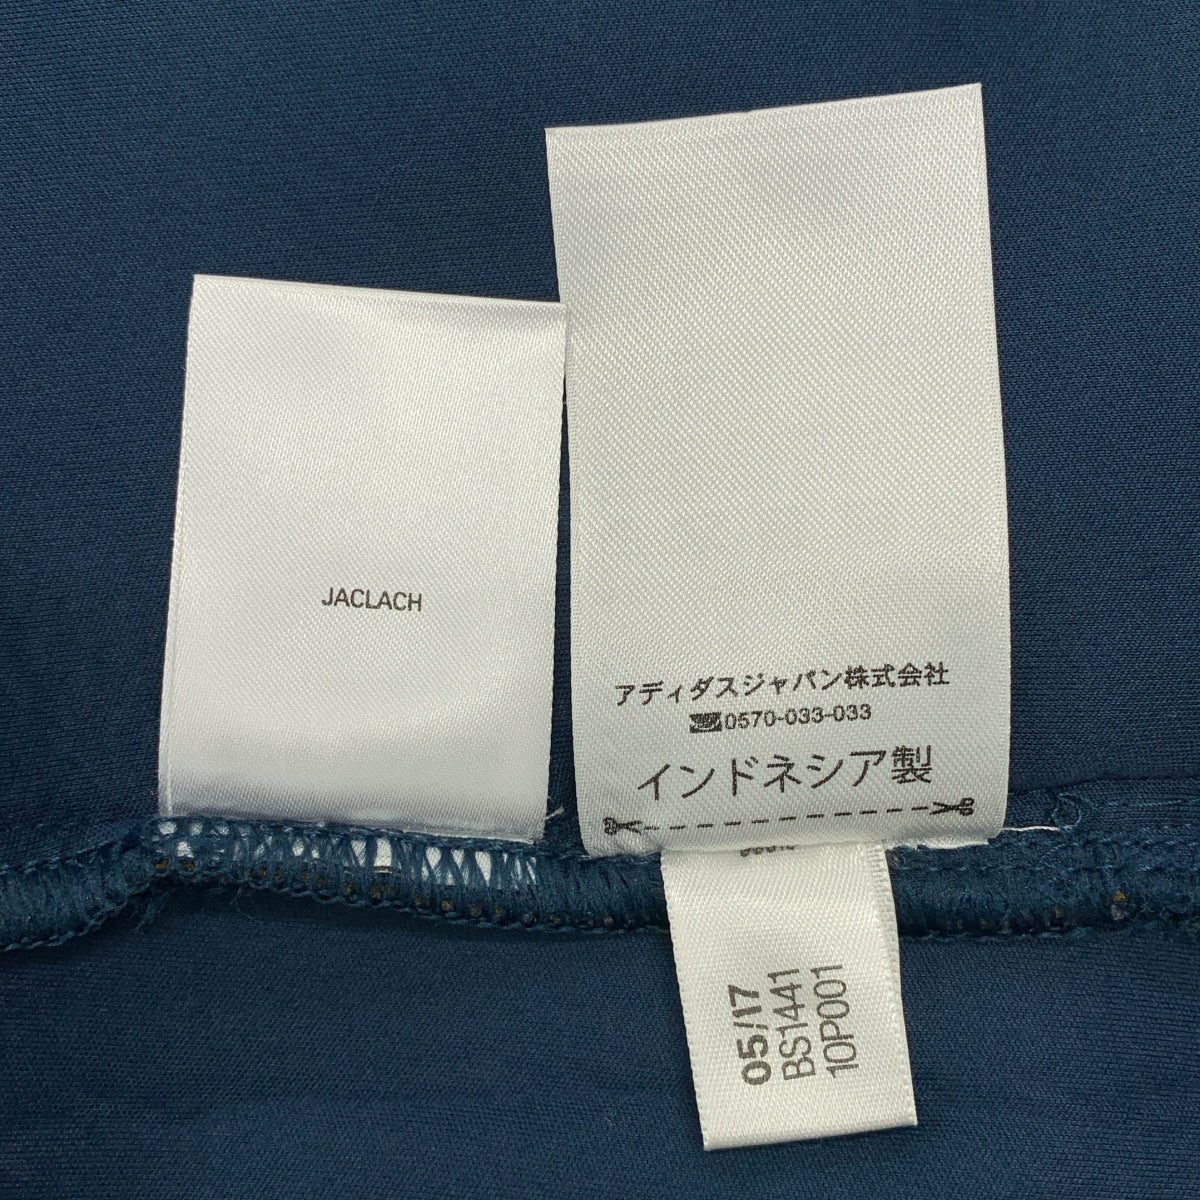 JACLACH
アディダスジャパン株式会社
0570-033-033
インドネシア製
05/17
BS1441
10P001